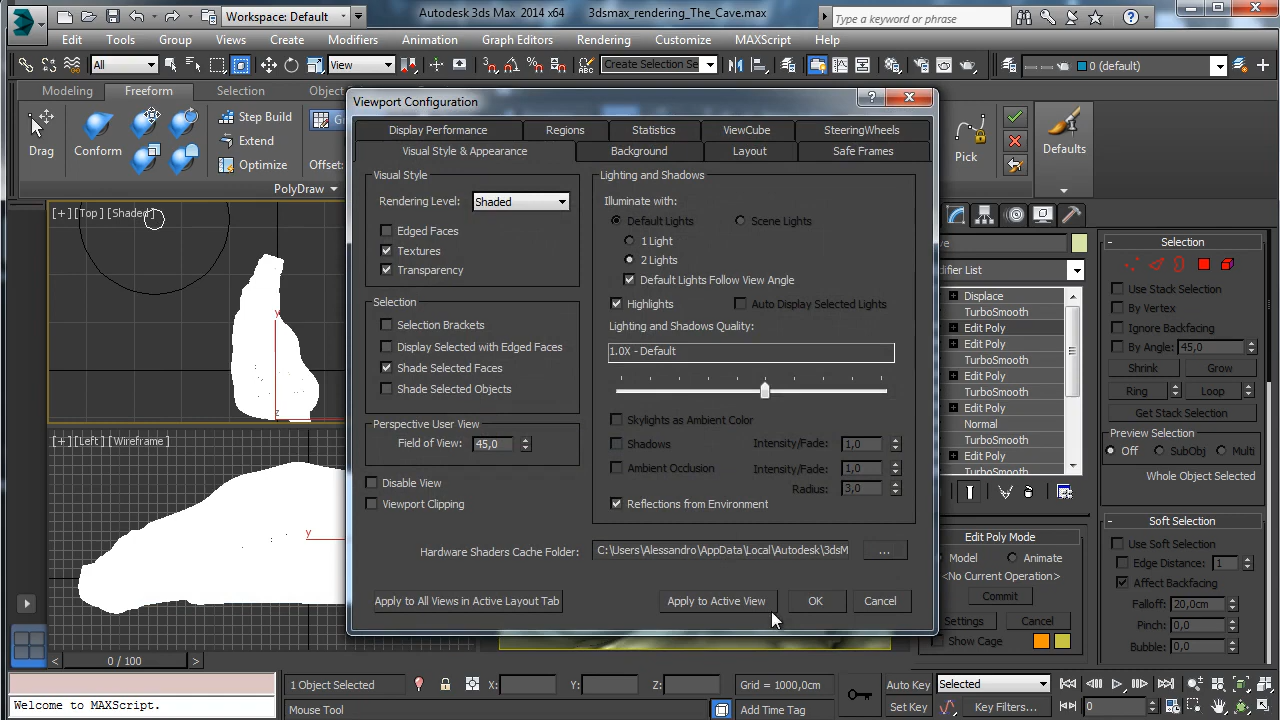 Workspace: Default
Autodesk 3ds Max 2014 x64
3dsmax_rendering_The_Cave.max
Type a keyword or phrase
Edit Tools Group Views Create Modifiers Animation Graph Editors Rendering Customize MAXScript Help
All
View
Create Selection Se
0 (default)
Modeling Freeform Selection
Drag
Conform
Step Build
Extend
Optimize
Offset:
PolyDraw
Pick
Defaults
Viewport Configuration
Display Performance Regions Statistics ViewCube SteeringWheels
Visual Style & Appearance Background Layout Safe Frames
Visual Style
Rendering Level: Shaded
Edged Faces
Textures
Transparency
Selection
Selection Brackets
Display Selected with Edged Faces
Shade Selected Faces
Shade Selected Objects
Perspective User View
Field of View: 45,0
Disable View
Viewport Clipping
Lighting and Shadows
Illuminate with:
Default Lights Scene Lights
1 Light
2 Lights
Default Lights Follow View Angle
Highlights Auto Display Selected Lights
Lighting and Shadows Quality:
1.0X - Default
Skylights as Ambient Color
Shadows Intensity/Fade: 1,0
Ambient Occlusion Intensity/Fade: 1,0
Radius: 3,0
Reflections from Environment
Hardware Shaders Cache Folder: C:\Users\Alessandro\AppData\Local\Autodesk\3dsM ...
Apply to All Views in Active Layout Tab Apply to Active View OK Cancel
[+] [Top] [Shaded]
y
z
[+] [Left] [Wireframe]
y
ve
difier List
Displace
TurboSmooth
Edit Poly
Edit Poly
TurboSmooth
Edit Poly
TurboSmooth
Edit Poly
Normal
TurboSmooth
Edit Poly
TurboSmooth
Selection
Use Stack Selection
By Vertex
Ignore Backfacing
By Angle: 45,0
Shrink Grow
Ring Loop
Get Stack Selection
Preview Selection
Off SubObj Multi
Whole Object Selected
Edit Poly Mode
Model Animate
<No Current Operation>
Commit
Settings Cancel
Show Cage
Soft Selection
Use Soft Selection
Edge Distance: 1
Affect Backfacing
Falloff: 20,0cm
Pinch: 0,0
Bubble: 0,0
< 0 / 100 >
Welcome to MAXScript.
1 Object Selected
X: Y: Z:
Grid = 1000,0cm
Mouse Tool
Add Time Tag
Auto Key Selected
Set Key Key Filters...
0